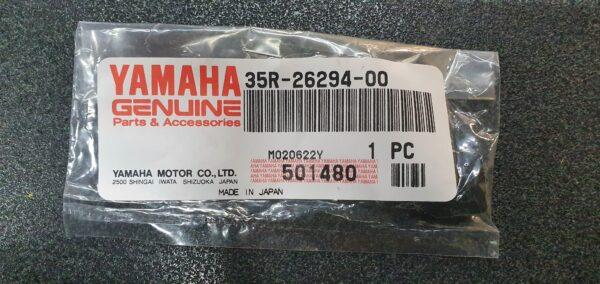 YAMAHA 35R-26294-00
GENUINE
Parts & Accessories
M020622Y 1 PC
501480
YAMAHA MOTOR CO.,LTD.
2500 SHINGAI IWATA SHIZUOKA JAPAN
MADE IN JAPAN